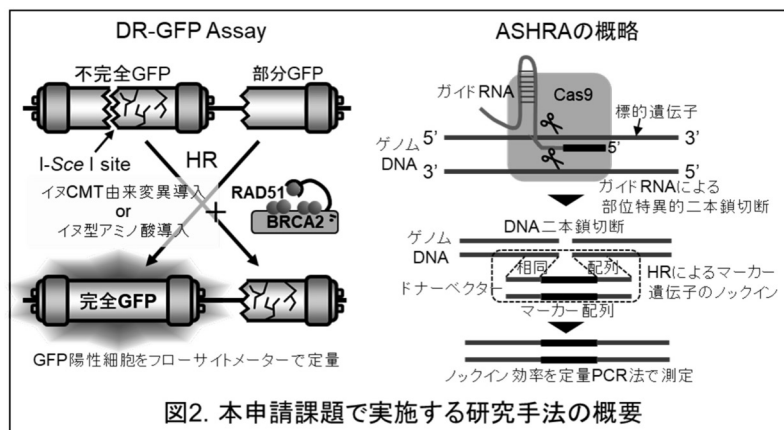 DR-GFP Assay
不完全GFP
部分GFP
I-Sce I site
HR
イヌCMT由来変異導入
or
イヌ型アミノ酸導入
RAD51
BRCA2
完全GFP
GFP陽性細胞をフローサイトメーターで定量
ASHRAの概略
ガイドRNA
Cas9
標的遺伝子
5’
3’
ゲノム
DNA
5’
3’
5’
ガイドRNAによる
部位特異的二本鎖切断
DNA二本鎖切断
ゲノム
DNA
相同
配列
HRによるマーカー
遺伝子のノックイン
ドナーベクター
マーカー配列
ノックイン効率を定量PCR法で測定
図2. 本申請課題で実施する研究手法の概要